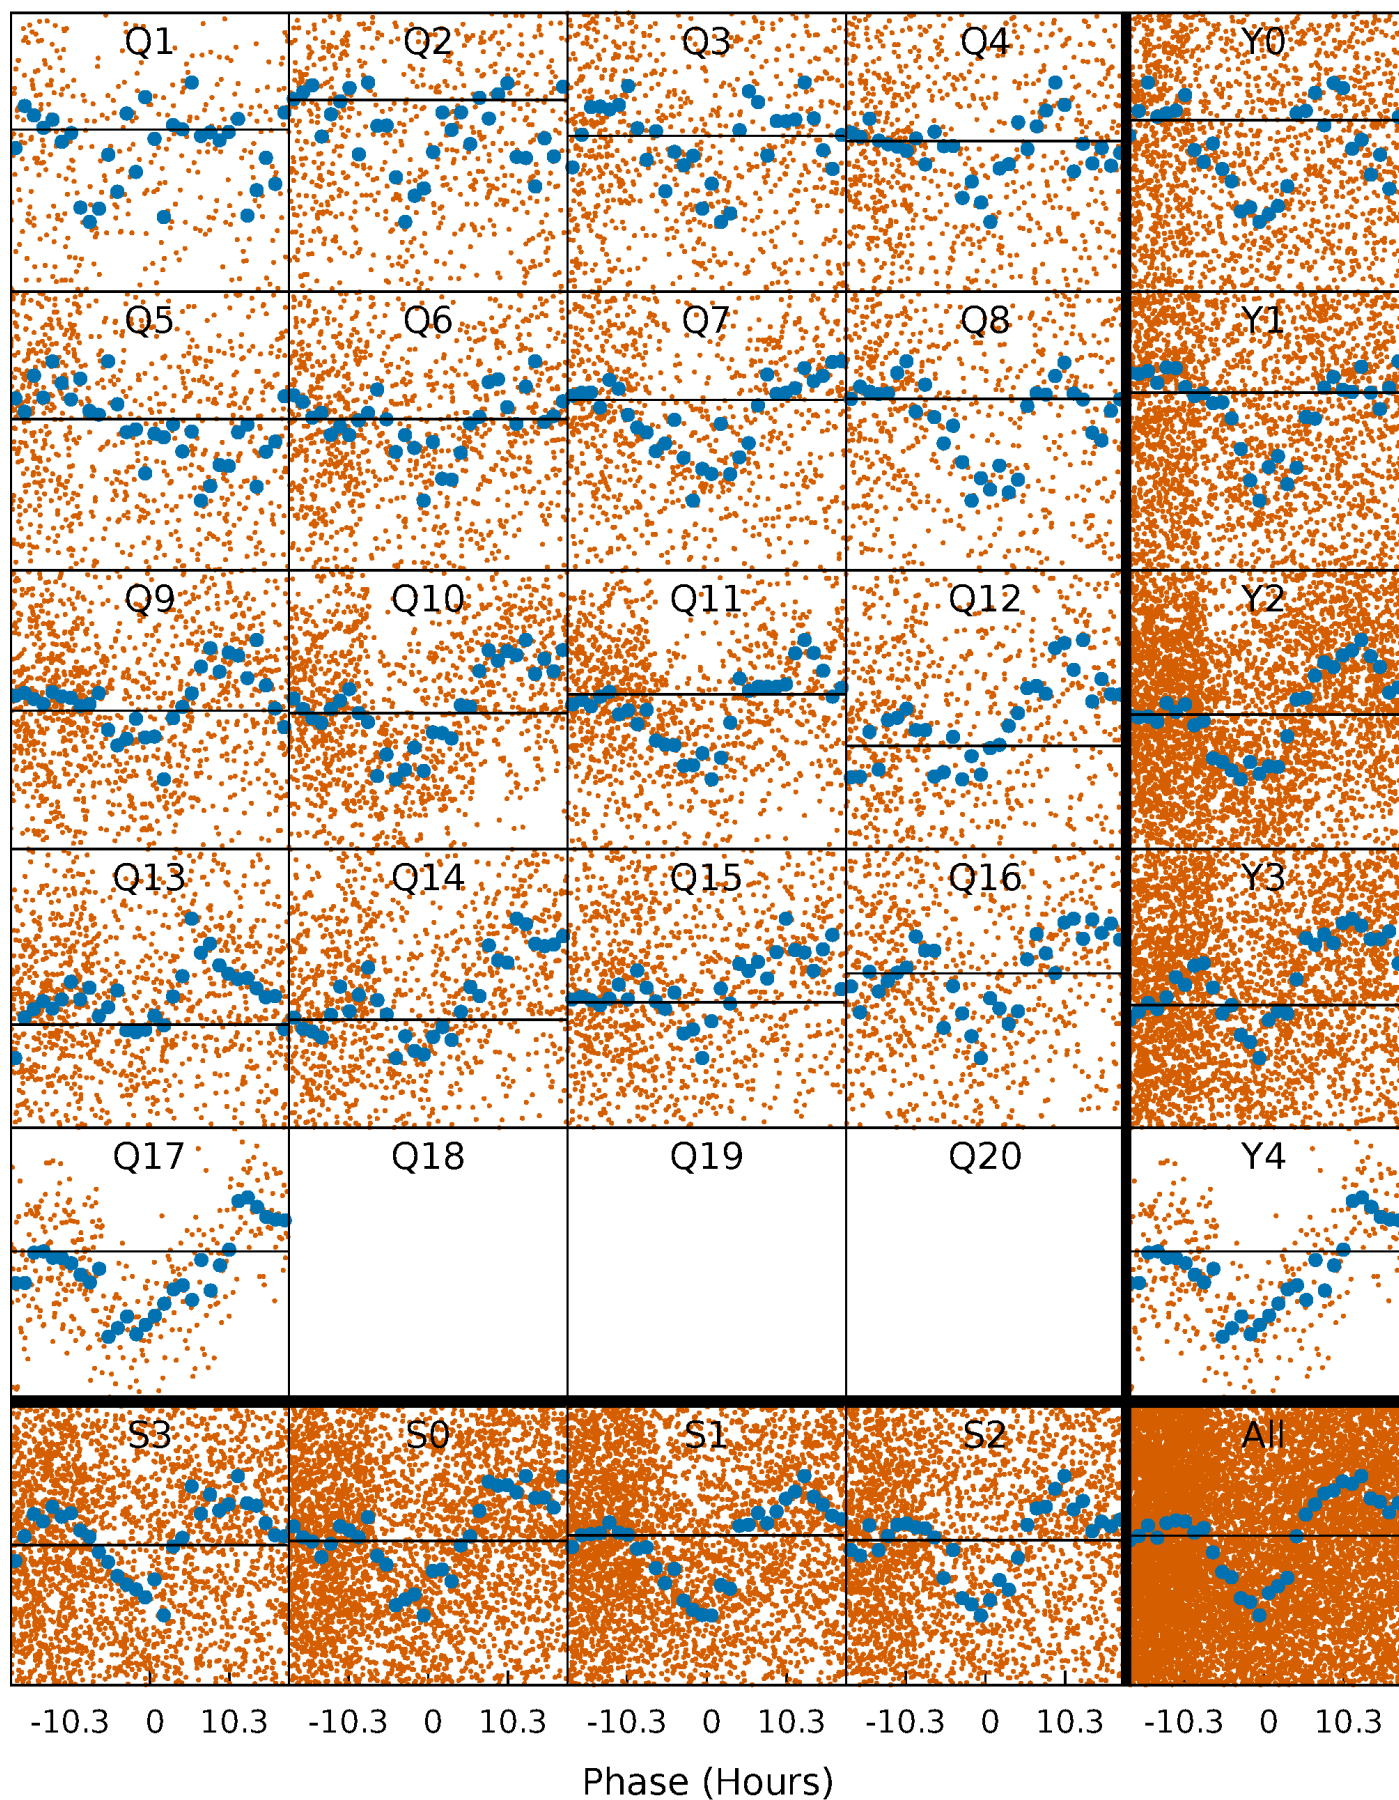 Q1 Q2 Q3 Q4 Y0
Q5 Q6 Q7 Q8 Y1
Q9 Q10 Q11 Q12 Y2
Q13 Q14 Q15 Q16 Y3
Q17 Q18 Q19 Q20 Y4
S3 S0 S1 S2 All
-10.3 0 10.3 -10.3 0 10.3 -10.3 0 10.3 -10.3 0 10.3 -10.3 0 10.3
Phase (Hours)